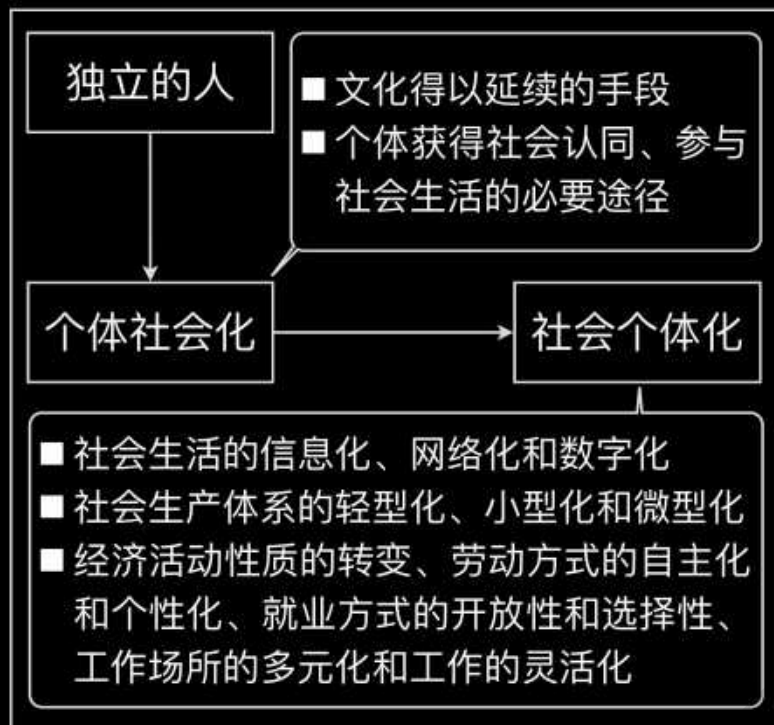 独立的人
■ 文化得以延续的手段
■ 个体获得社会认同、参与
社会生活的必要途径
个体社会化
社会个体化
■ 社会生活的信息化、网络化和数字化
■ 社会生产体系的轻型化、小型化和微型化
■ 经济活动性质的转变、劳动方式的自主化
和个性化、就业方式的开放性和选择性、
工作场所的多元化和工作的灵活化